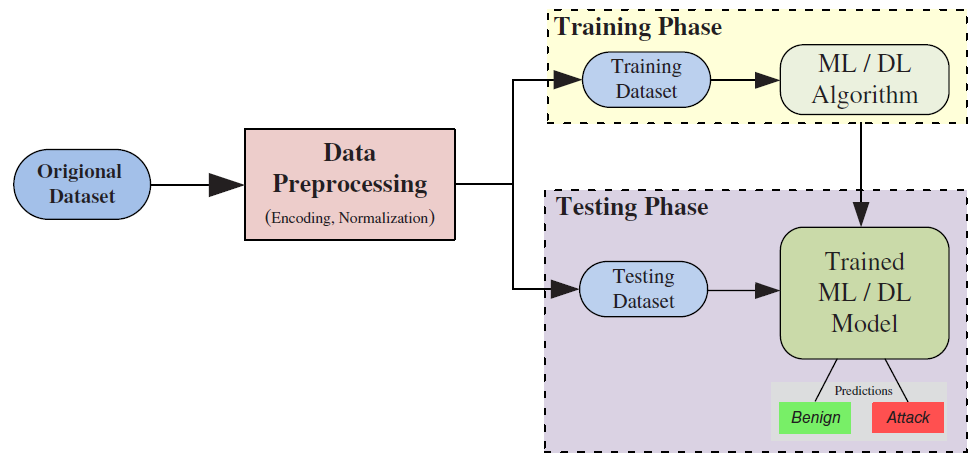 Origional
Dataset
Data
Preprocessing
(Encoding, Normalization)
Training Phase
Training
Dataset
ML / DL
Algorithm
Testing Phase
Testing
Dataset
Trained
ML / DL
Model
Predictions
Benign
Attack